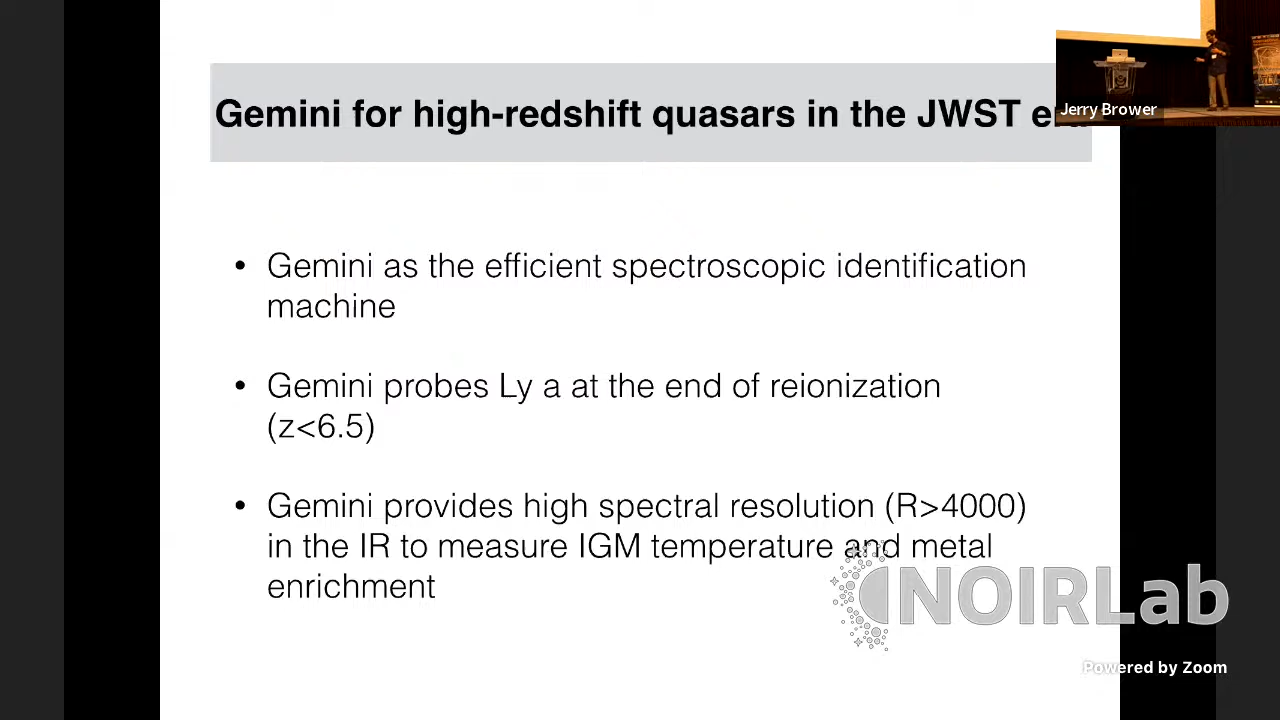 Gemini for high-redshift quasars in the JWST era
Jerry Brower
• Gemini as the efficient spectroscopic identification
machine
• Gemini probes Ly a at the end of reionization
(z<6.5)
• Gemini provides high spectral resolution (R>4000)
in the IR to measure IGM temperature and metal
enrichment
NOIRLab
Powered by Zoom